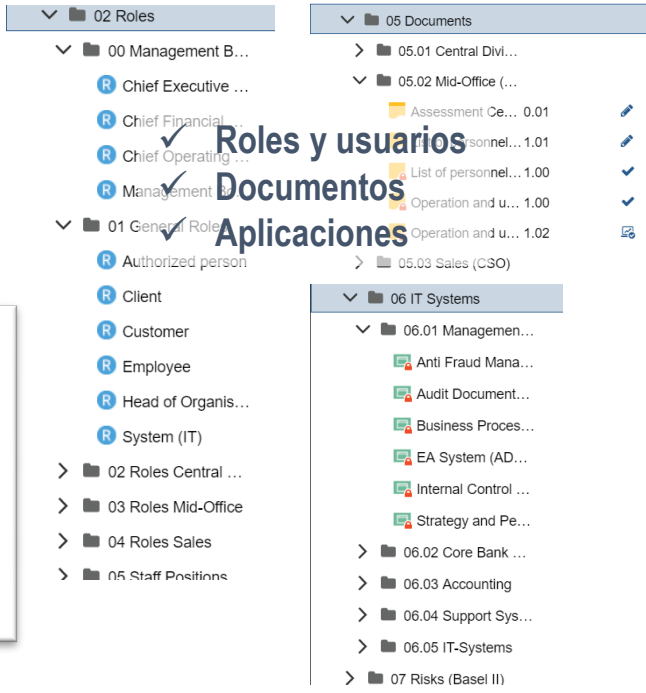 02 Roles
00 Management B...
Chief Executive ...
Chief Financial ...
Chief Operating ...
Management Bo...
01 General Roles
Authorized person
Client
Customer
Employee
Head of Organis...
System (IT)
02 Roles Central ...
03 Roles Mid-Office
04 Roles Sales
05 Staff Positions
✓ Roles y usuarios
✓ Documentos
✓ Aplicaciones
05 Documents
05.01 Central Divi...
05.02 Mid-Office (...
Assessment Ce... 0.01
List of personnel... 1.01
List of personnel... 1.00
Operation and u... 1.00
Operation and u... 1.02
05.03 Sales (CSO)
06 IT Systems
06.01 Managemen...
Anti Fraud Mana...
Audit Document...
Business Proces...
EA System (AD...
Internal Control ...
Strategy and Pe...
06.02 Core Bank ...
06.03 Accounting
06.04 Support Sys...
06.05 IT-Systems
07 Risks (Basel II)